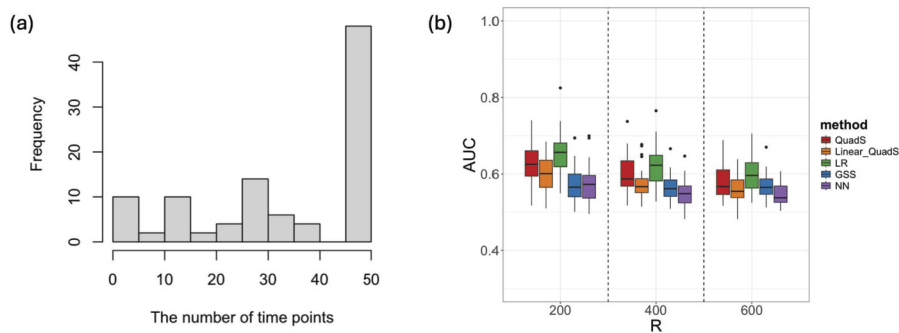 (a)
Frequency
0
10
20
30
40
0 10 20 30 40 50
The number of time points
(b)
AUC
1.0
0.8
0.6
0.4
200 400 600
R
method
QuadS
Linear_QuadS
LR
GSS
NN